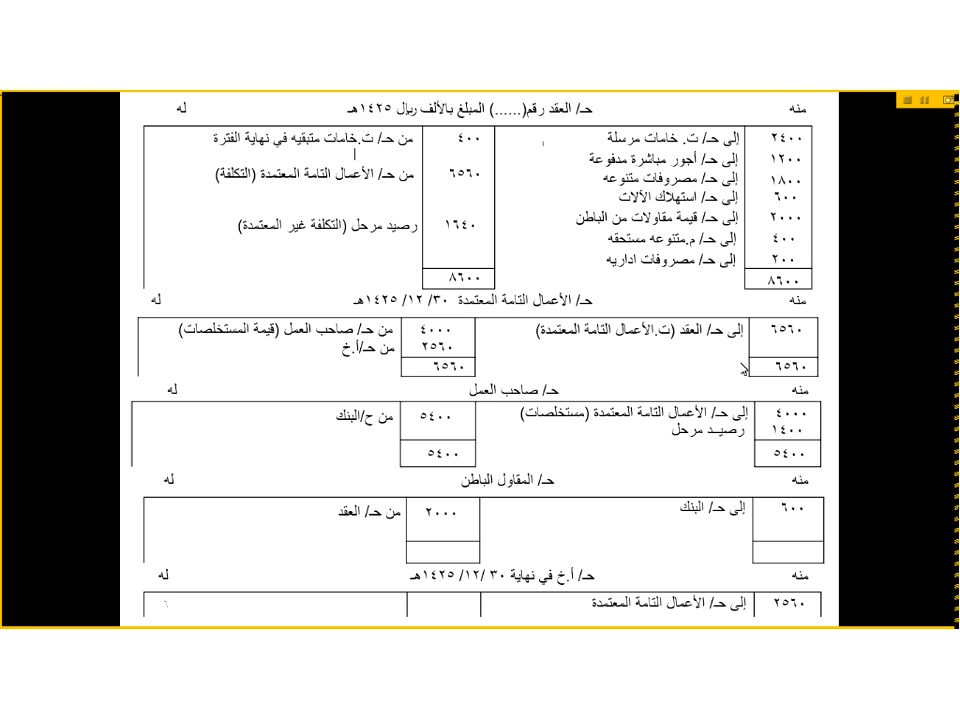 منه حـ/ العقد رقم(......) المبلغ بالألف ريال ١٤٢٥هـ له
٢٤٠٠ إلى حـ/ ت. خامات مرسلة ٤٠٠ من حـ/ ت.خامات متبقيه في نهاية الفترة
١٢٠٠ إلى حـ/ أجور مباشرة مدفوعة
١٨٠٠ إلى حـ/ مصروفات متنوعه ٦٥٦٠ من حـ/ الأعمال التامة المعتمدة (التكلفة)
٦٠٠ إلى حـ/ استهلاك الآلات
٢٠٠٠ إلى حـ/ قيمة مقاولات من الباطن ١٦٤٠ رصيد مرحل (التكلفة غير المعتمدة)
٤٠٠ إلى حـ/ م.متنوعه مستحقه
٢٠٠ إلى حـ/ مصروفات اداريه
٨٦٠٠ ٨٦٠٠
منه حـ/ الأعمال التامة المعتمدة ٣٠/ ١٢/ ١٤٢٥هـ له
٦٥٦٠ إلى حـ/ العقد (ت.الأعمال التامة المعتمدة) ٤٠٠٠ من حـ/ صاحب العمل (قيمة المستخلصات)
٢٥٦٠ من حـ/أ.خ
٦٥٦٠ ٦٥٦٠
منه حـ/ صاحب العمل له
٤٠٠٠ إلى حـ/ الأعمال التامة المعتمدة (مستخلصات) ٥٤٠٠ من ح/البنك
١٤٠٠ رصيــد مرحل
٥٤٠٠ ٥٤٠٠
منه حـ/ المقاول الباطن له
٦٠٠ إلى حـ/ البنك ٢٠٠٠ من حـ/ العقد
منه حـ/ أ.خ في نهاية ٣٠ /١٢/ ١٤٢٥هـ له
٢٥٦٠ إلى حـ/ الأعمال التامة المعتمدة
٦